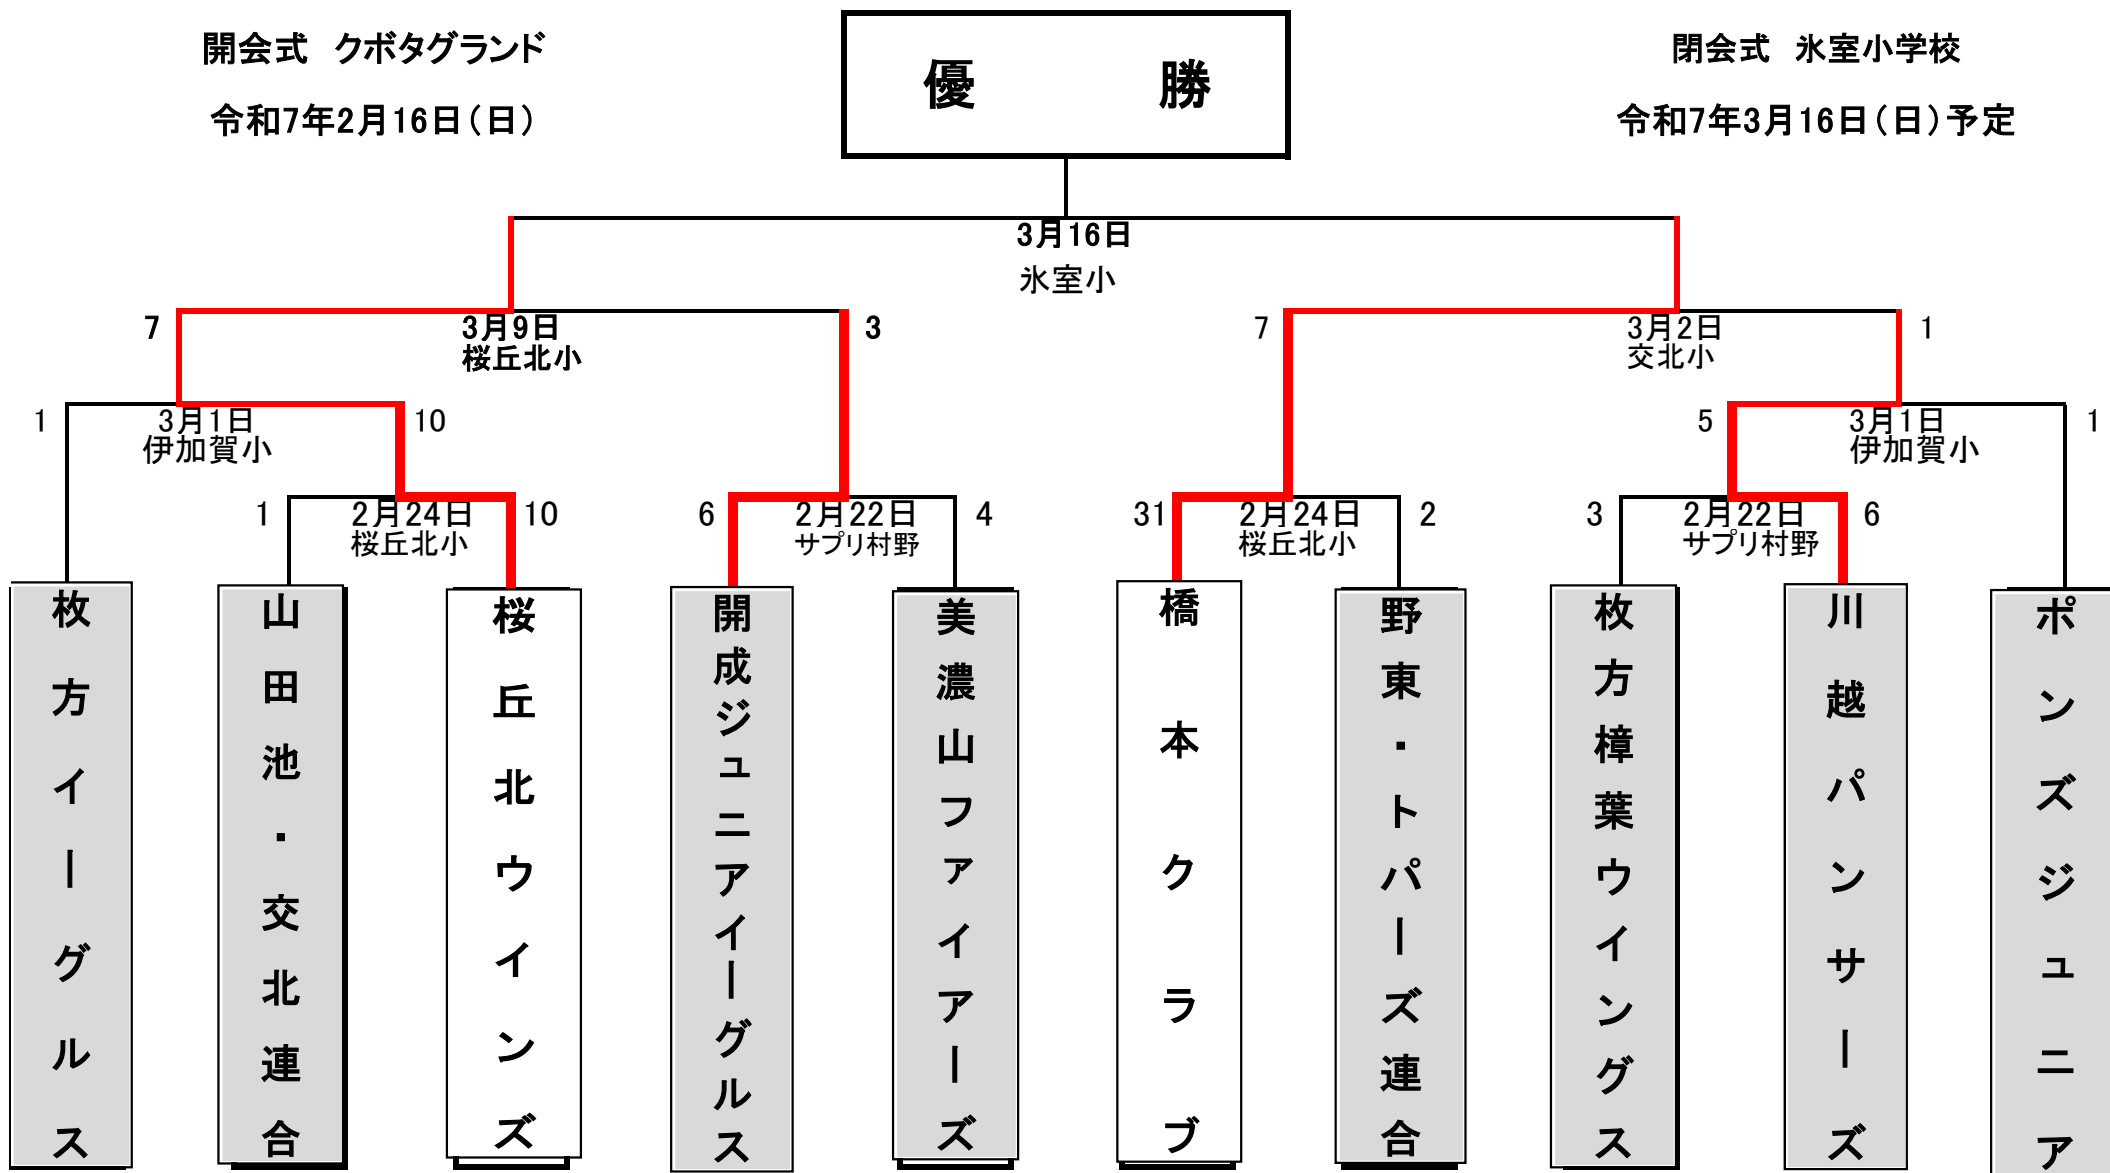 開会式　クボタグランド
令和7年2月16日(日)
優　勝
閉会式　氷室小学校
令和7年3月16日(日)予定
3月16日
氷室小
7
3月9日
桜丘北小
3
7
3月2日
交北小
1
1
3月1日
伊加賀小
10
5
3月1日
伊加賀小
1
1
2月24日
桜丘北小
10
6
2月22日
サプリ村野
4
31
2月24日
桜丘北小
2
3
2月22日
サプリ村野
6
枚方イーグルス
山田池・交北連合
桜丘北ウインズ
開成ジュニアイーグルス
美濃山ファイアーズ
橋本クラブ
野東・トパーズ連合
枚方樟葉ウイングス
川越パンサーズ
ポンズジュニア